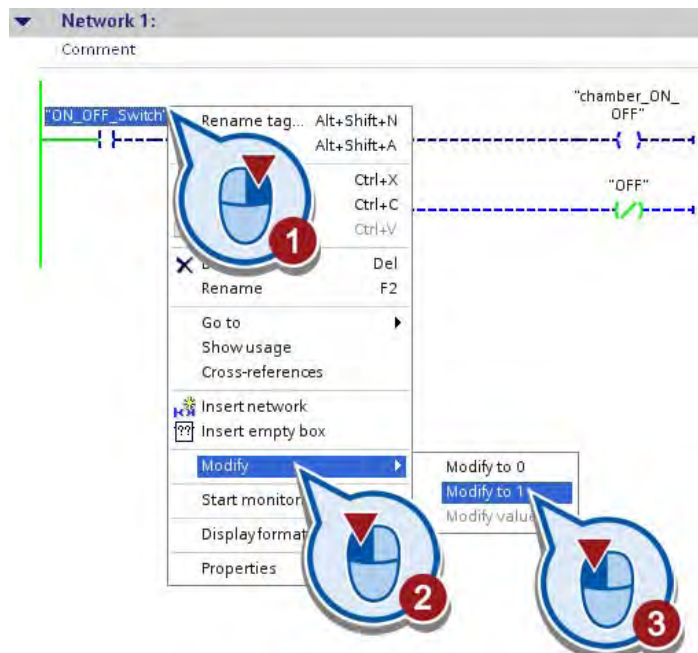 Network 1:
Comment
"chamber_ON_
OFF"
"ON_OFF_Switch"
Rename tag... Alt+Shift+N
Alt+Shift+A
Ctrl+X
"OFF"
Ctrl+C
Ctrl+V
1
Del
Rename F2
Go to
Show usage
Cross-references
Insert network
?? Insert empty box
Modify
Modify to 0
Modify to 1
Modify value
Start monitor
Display format
Properties
2
3